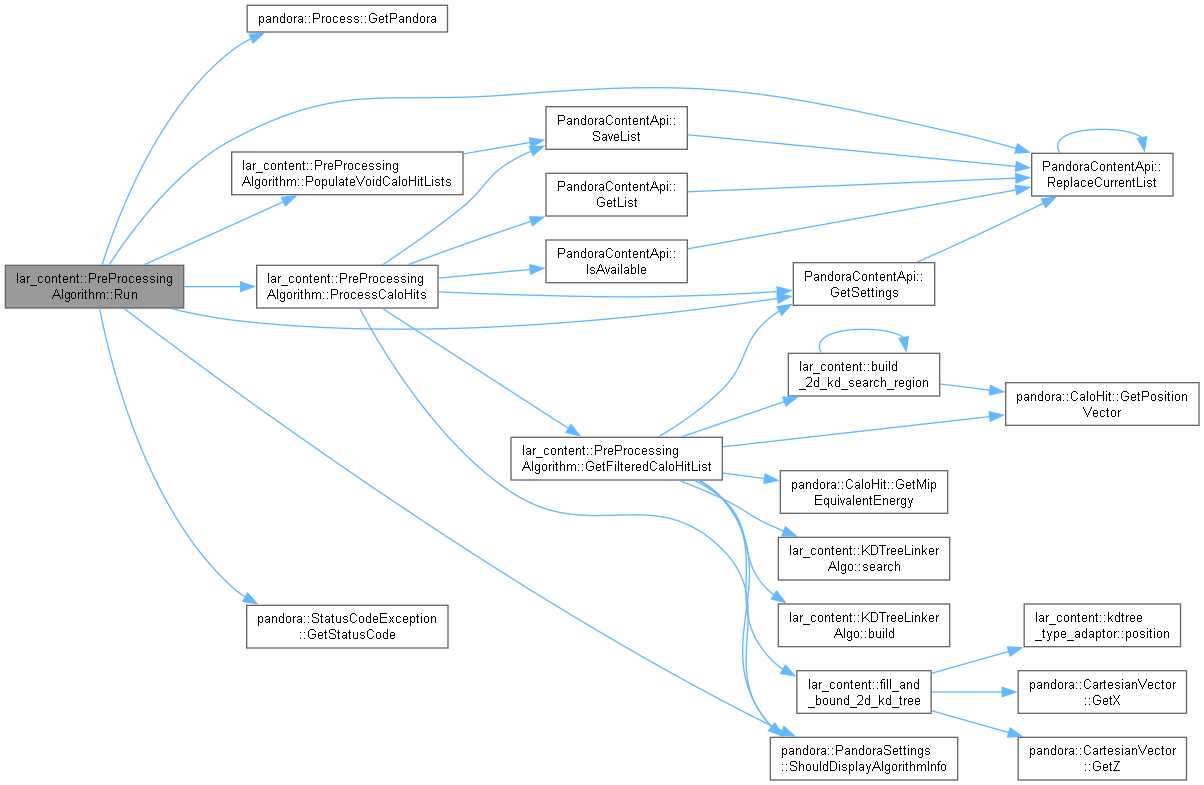 pandora::Process::GetPandora
PandoraContentApi::
SaveList
lar_content::PreProcessing
Algorithm::PopulateVoidCaloHitLists
PandoraContentApi::
ReplaceCurrentList
PandoraContentApi::
GetList
PandoraContentApi::
IsAvailable
lar_content::PreProcessing
Algorithm::Run
lar_content::PreProcessing
Algorithm::ProcessCaloHits
PandoraContentApi::
GetSettings
lar_content::build
_2d_kd_search_region
pandora::CaloHit::GetPosition
Vector
lar_content::PreProcessing
Algorithm::GetFilteredCaloHitList
pandora::CaloHit::GetMip
EquivalentEnergy
lar_content::KDTreeLinker
Algo::search
lar_content::KDTreeLinker
Algo::build
pandora::StatusCodeException
::GetStatusCode
lar_content::kdtree
_type_adaptor::position
lar_content::fill_and
_bound_2d_kd_tree
pandora::CartesianVector
::GetX
pandora::CartesianVector
::GetZ
pandora::PandoraSettings
::ShouldDisplayAlgorithmInfo